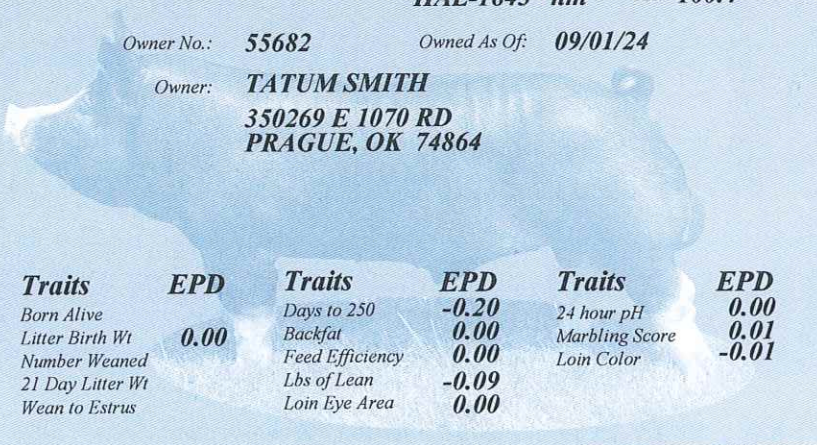 Owner No.: 55682 Owned As Of: 09/01/24
Owner: TATUM SMITH
350269 E 1070 RD
PRAGUE, OK 74864
Traits EPD Traits EPD Traits EPD
Born Alive Days to 250 -0.20 24 hour pH 0.00
Litter Birth Wt 0.00 Backfat 0.00 Marbling Score 0.01
Number Weaned Feed Efficiency 0.00 Loin Color -0.01
21 Day Litter Wt Lbs of Lean -0.09
Wean to Estrus Loin Eye Area 0.00